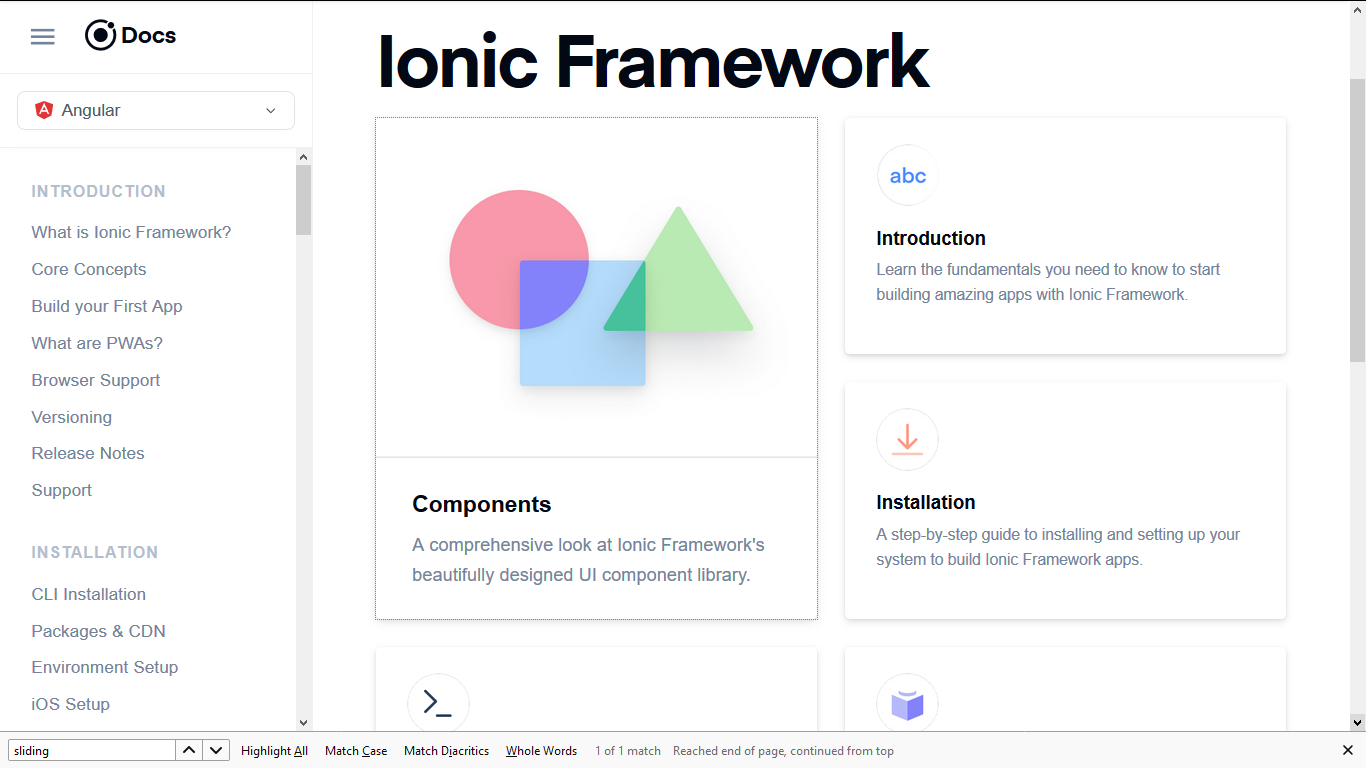 Docs
Angular
INTRODUCTION
What is Ionic Framework?
Core Concepts
Build your First App
What are PWAs?
Browser Support
Versioning
Release Notes
Support
INSTALLATION
CLI Installation
Packages & CDN
Environment Setup
iOS Setup
Ionic Framework
Components
A comprehensive look at Ionic Framework's
beautifully designed UI component library.
abc
Introduction
Learn the fundamentals you need to know to start
building amazing apps with Ionic Framework.
Installation
A step-by-step guide to installing and setting up your
system to build Ionic Framework apps.
sliding Highlight All Match Case Match Diacritics Whole Words 1 of 1 match Reached end of page, continued from top